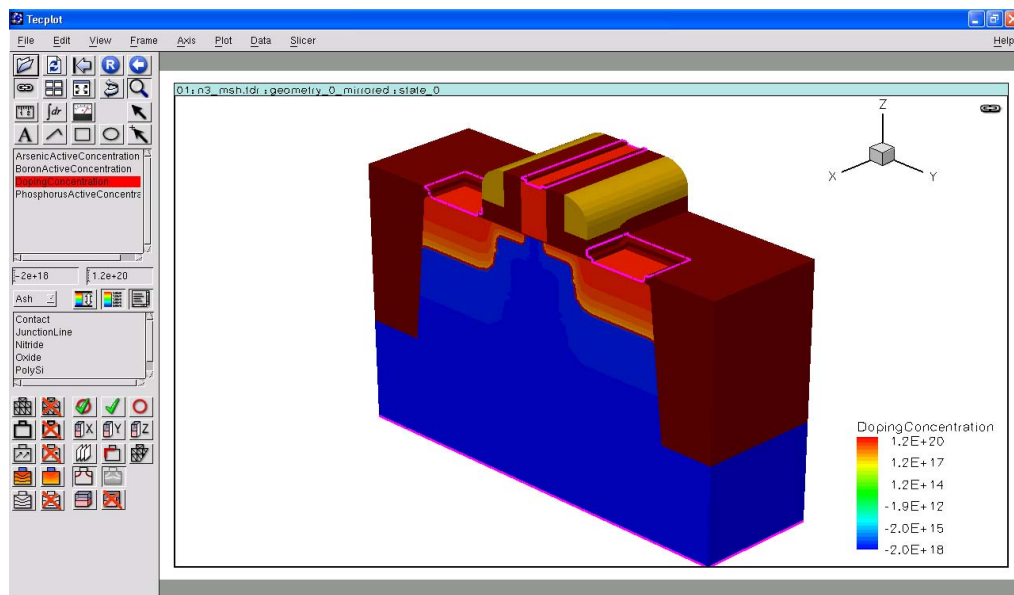 Tecplot
File Edit View Frame Axis Plot Data Slicer Help
R
∫dr
A
ArsenicActiveConcentration
BoronActiveConcentration
DopingConcentration
PhosphorusActiveConcentra
-2e+18 1.2e+20
Ash
Contact
JunctionLine
Nitride
Oxide
PolySi
X Y Z
01:n3_msh.tdr:geometry_0_mirrored:state_0
Z
X Y
DopingConcentration
1.2E+20
1.2E+17
1.2E+14
-1.9E+12
-2.0E+15
-2.0E+18